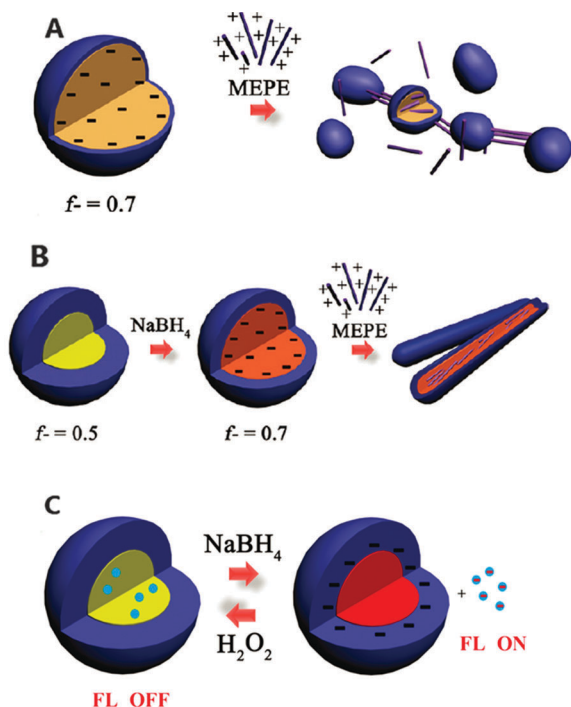 A
MEPE
f- = 0.7
B
NaBH₄
MEPE
f- = 0.5
f- = 0.7
C
NaBH₄
H₂O₂
+
FL OFF
FL ON